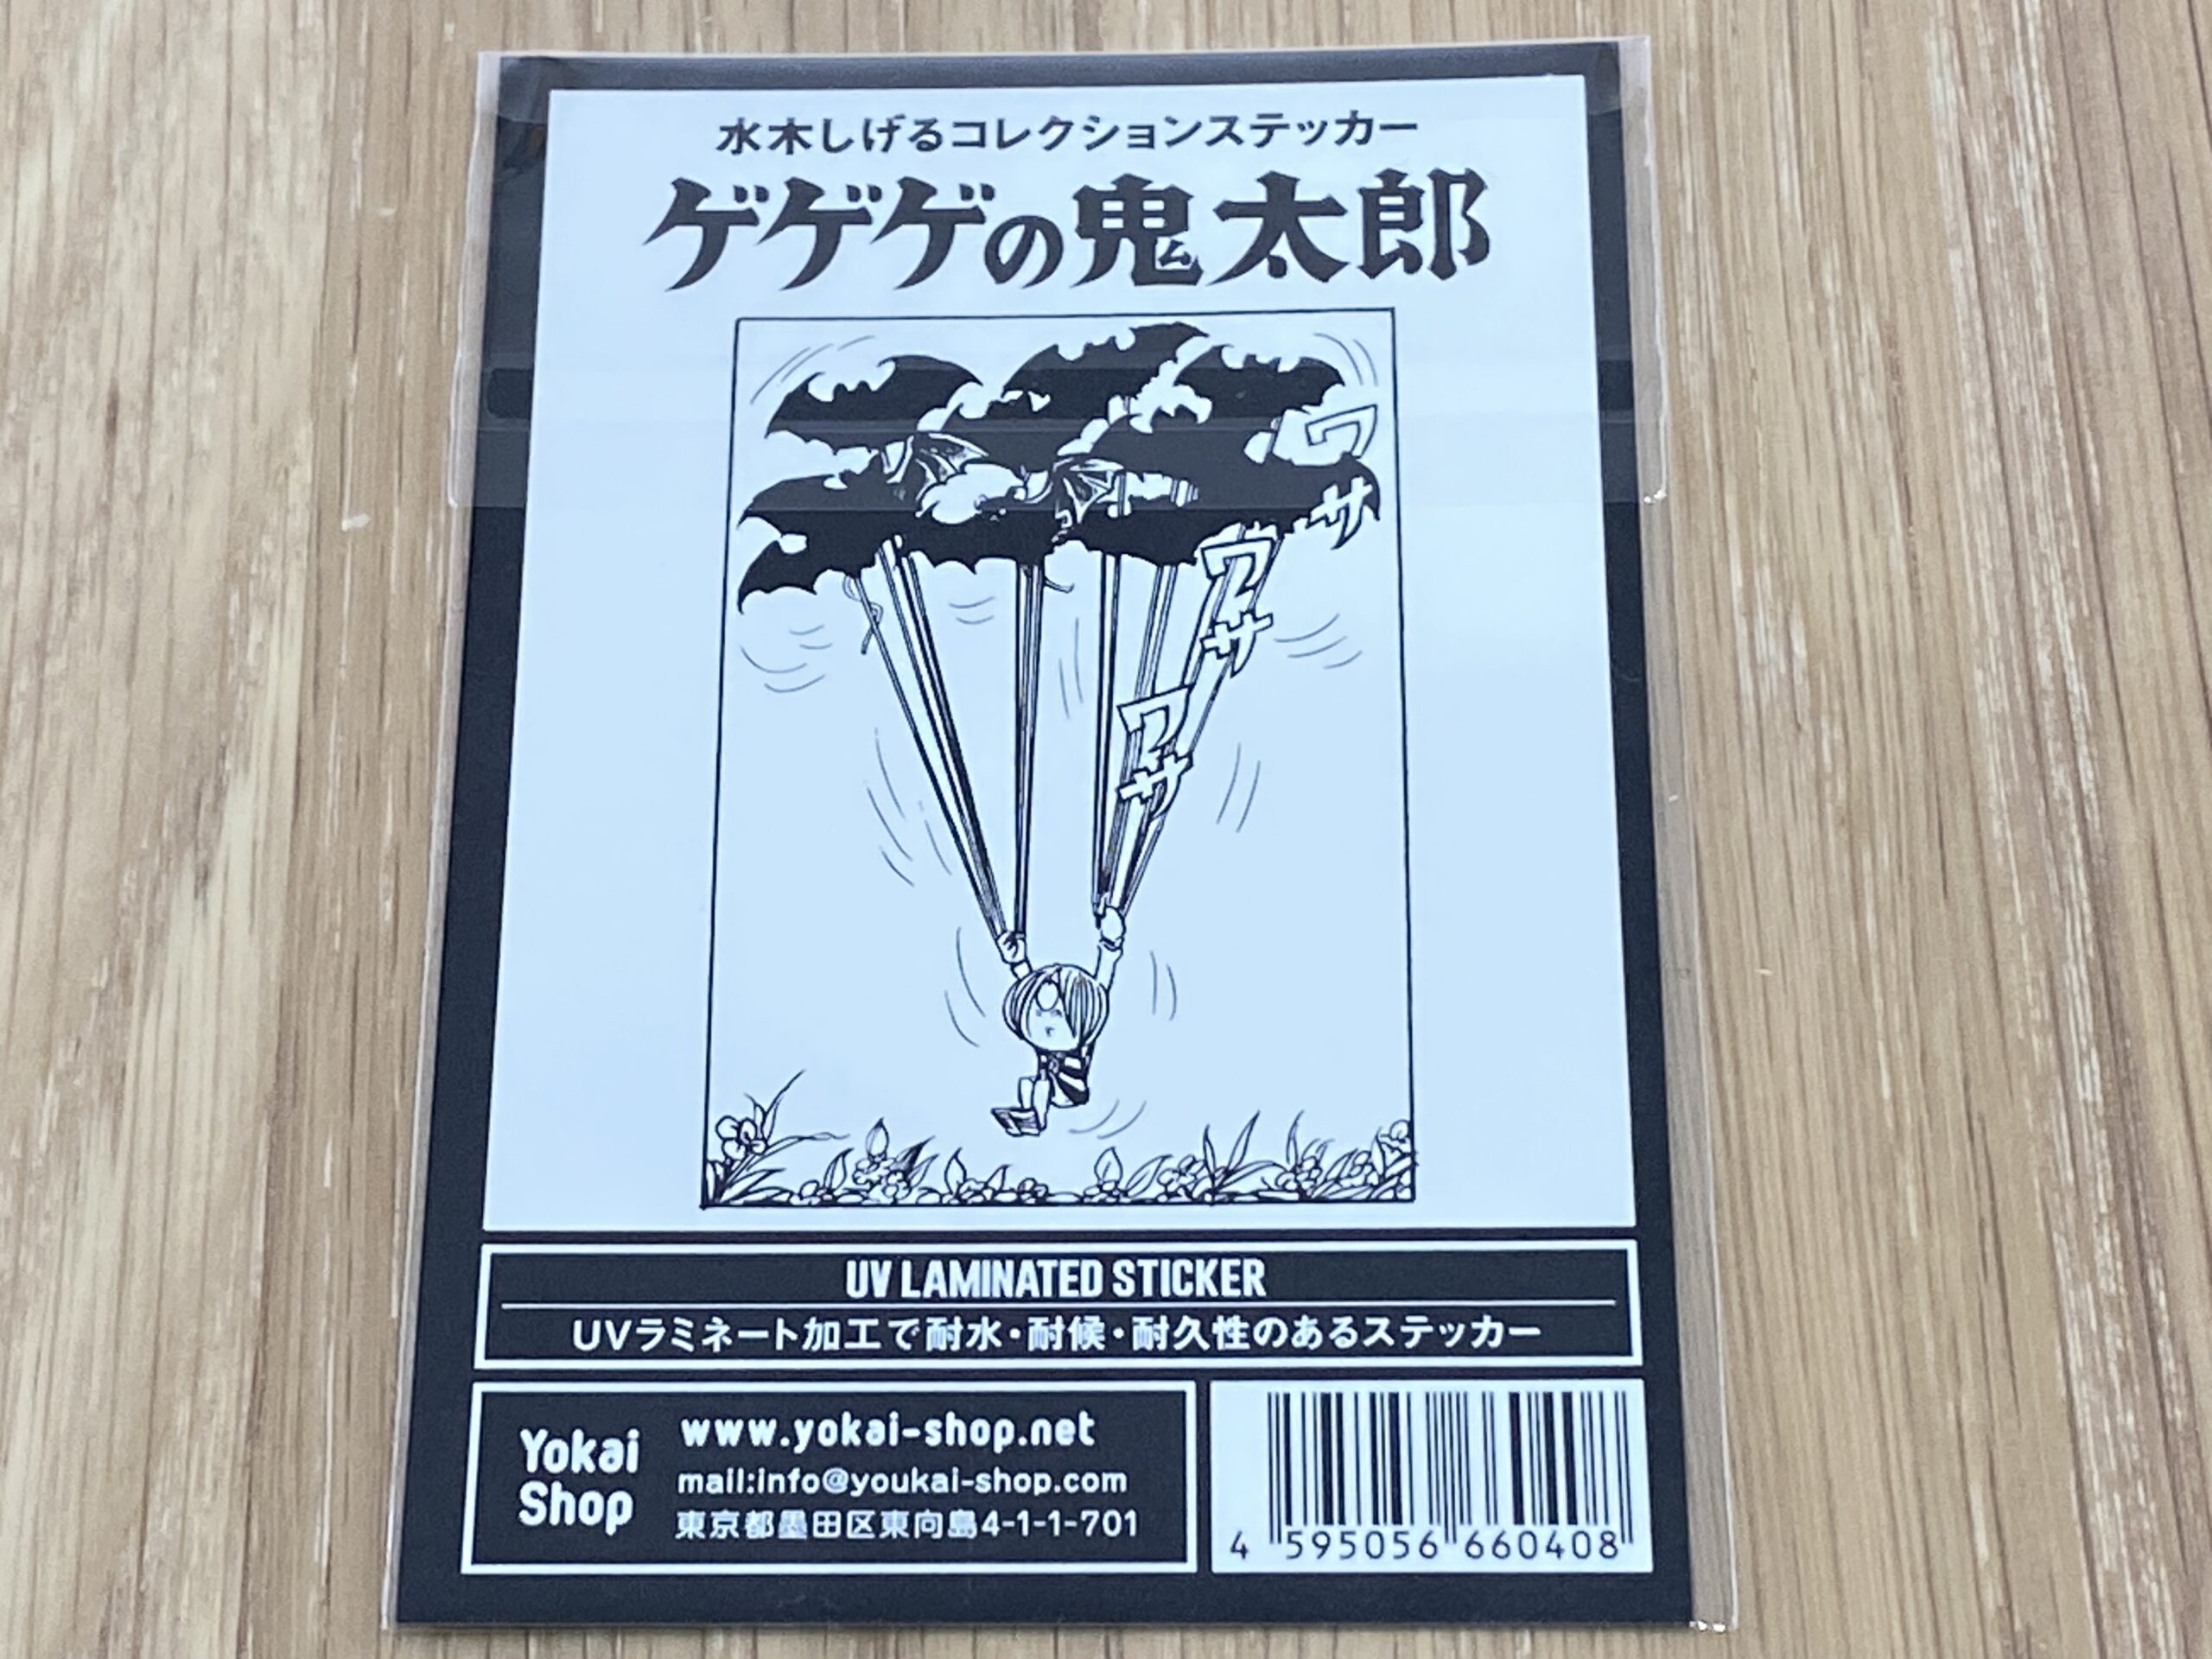 水木しげるコレクションステッカー
ゲゲゲの鬼太郎
ワサ
ワサ
ワサ
UV LAMINATED STICKER
UVラミネート加工で耐水・耐候・耐久性のあるステッカー
Yokai
Shop
www.yokai-shop.net
mail:info@youkai-shop.com
東京都墨田区東向島4-1-1-701
4 595056 660408